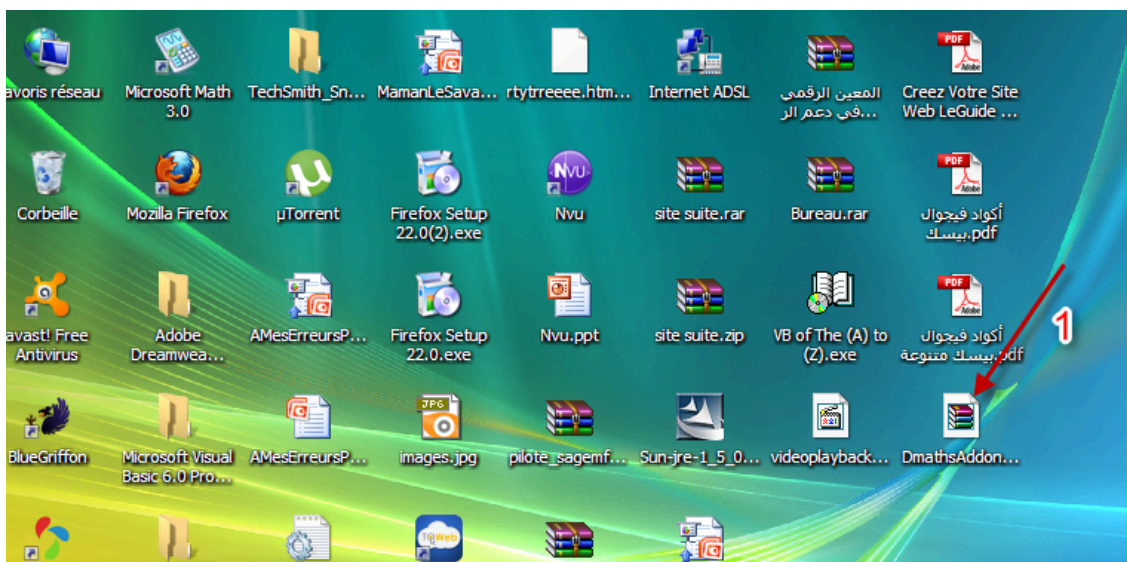 avoris réseau
Microsoft Math
3.0
TechSmith_Sn...
MamanLeSava...
rtytrreeee.htm...
Internet ADSL
المعين الرقمي
في دعم الر...
Creez Votre Site
Web LeGuide ...
Corbeille
Mozilla Firefox
µTorrent
Firefox Setup
22.0(2).exe
Nvu
site suite.rar
Bureau.rar
أكواد فيجوال
بيسك.pdf
avast! Free
Antivirus
Adobe
Dreamwea...
AMesErreursP...
Firefox Setup
22.0.exe
Nvu.ppt
site suite.zip
VB of The (A) to
(Z).exe
أكواد فيجوال
بيسك متنوعة.pdf
1
BlueGriffon
Microsoft Visual
Basic 6.0 Pro...
AMesErreursP...
images.jpg
pilote_sagemf...
Sun-jre-1_5_0...
videoplayback...
DmathsAddon...